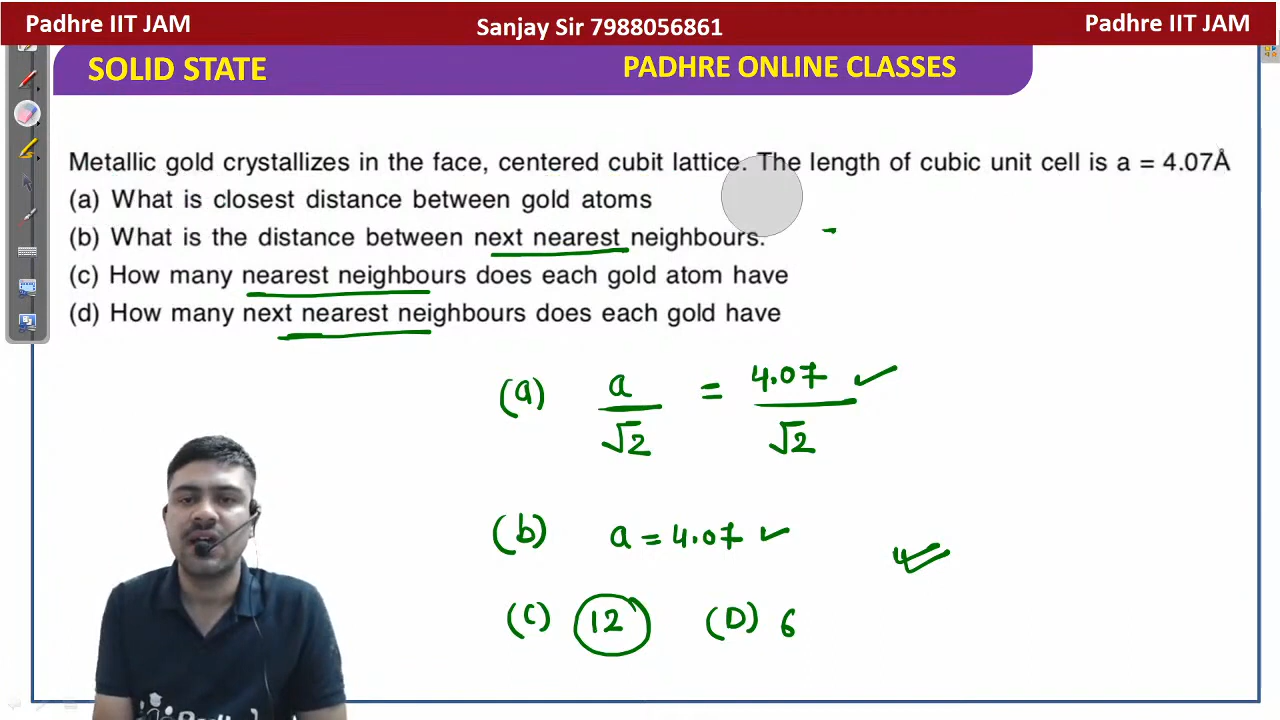 Padhre IIT JAM
Sanjay Sir 7988056861
Padhre IIT JAM
SOLID STATE
PADHRE ONLINE CLASSES
Metallic gold crystallizes in the face, centered cubit lattice. The length of cubic unit cell is a = 4.07Å
(a) What is closest distance between gold atoms
(b) What is the distance between next nearest neighbours.
(c) How many nearest neighbours does each gold atom have
(d) How many next nearest neighbours does each gold have
(a) a/√2 = 4.07/√2 ✓
(b) a = 4.07 ✓
(C) 12 (D) 6